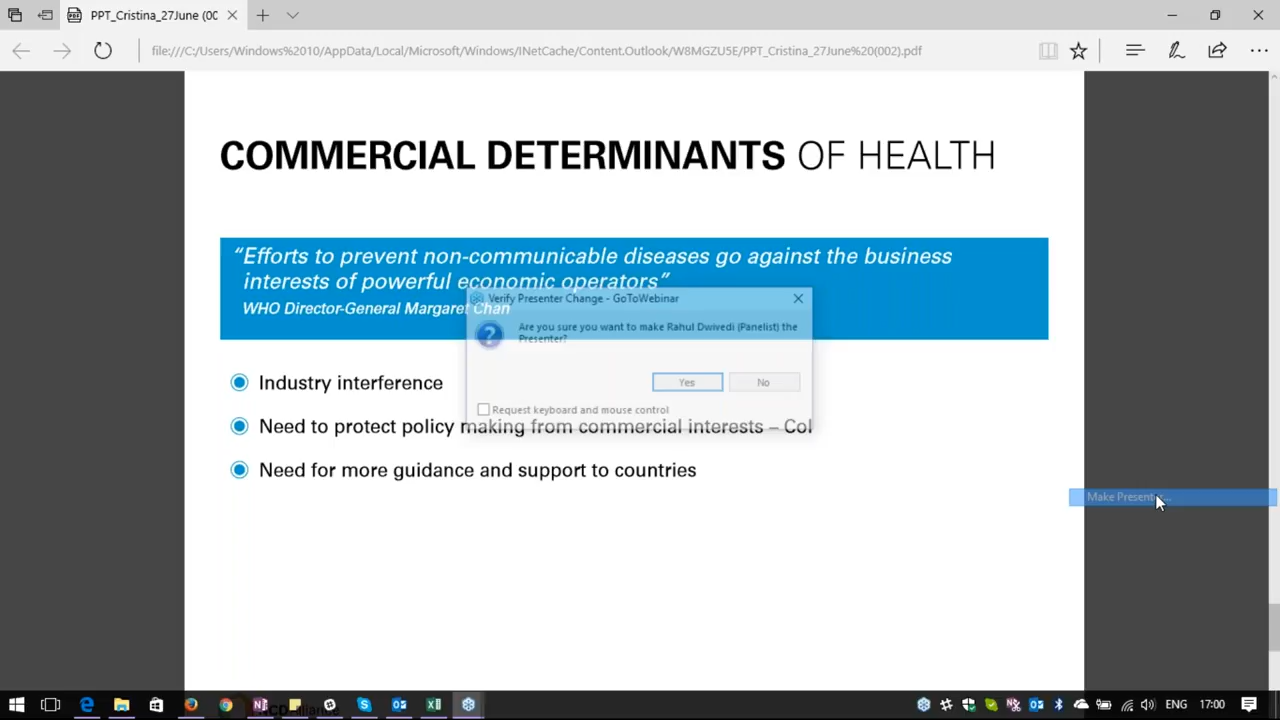 PPT_Cristina_27June (00
file:///C:/Users/Windows%2010/AppData/Local/Microsoft/Windows/INetCache/Content.Outlook/W8MGZU5E/PPT_Cristina_27June%20(002).pdf
COMMERCIAL DETERMINANTS OF HEALTH
“Efforts to prevent non-communicable diseases go against the business
interests of powerful economic operators”
WHO Director-General Margaret Chan
Verify Presenter Change - GoToWebinar
Are you sure you want to make Rahul Dwivedi (Panelist) the
Presenter?
Yes
No
Request keyboard and mouse control
Industry interference
Need to protect policy making from commercial interests – CoI
Need for more guidance and support to countries
Make Presenter...
ENG
17:00